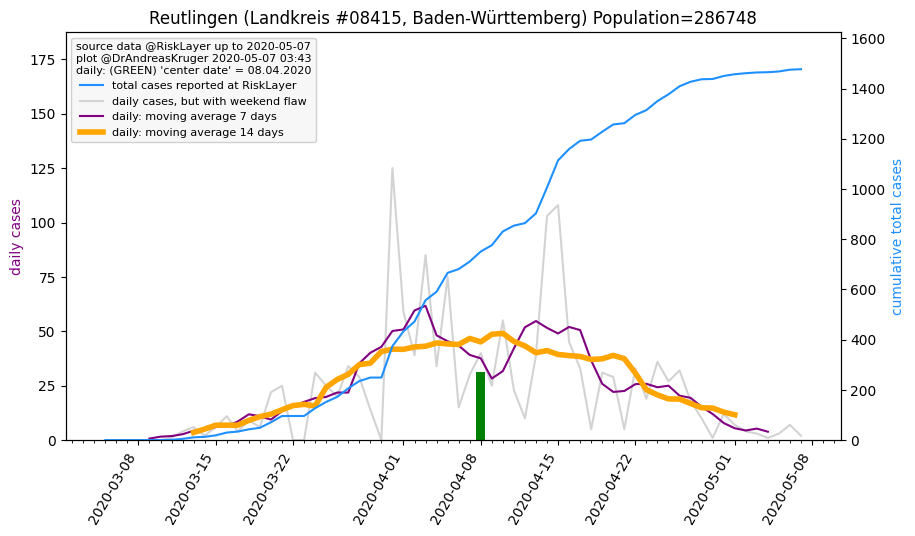 Reutlingen (Landkreis #08415, Baden-Württemberg) Population=286748
source data @RiskLayer up to 2020-05-07
plot @DrAndreasKruger 2020-05-07 03:43
daily: (GREEN) 'center date' = 08.04.2020
total cases reported at RiskLayer
daily cases, but with weekend flaw
daily: moving average 7 days
daily: moving average 14 days
daily cases
175
150
125
100
75
50
25
0
cumulative total cases
1600
1400
1200
1000
800
600
400
200
0
2020-03-08
2020-03-15
2020-03-22
2020-04-01
2020-04-08
2020-04-15
2020-04-22
2020-05-01
2020-05-08